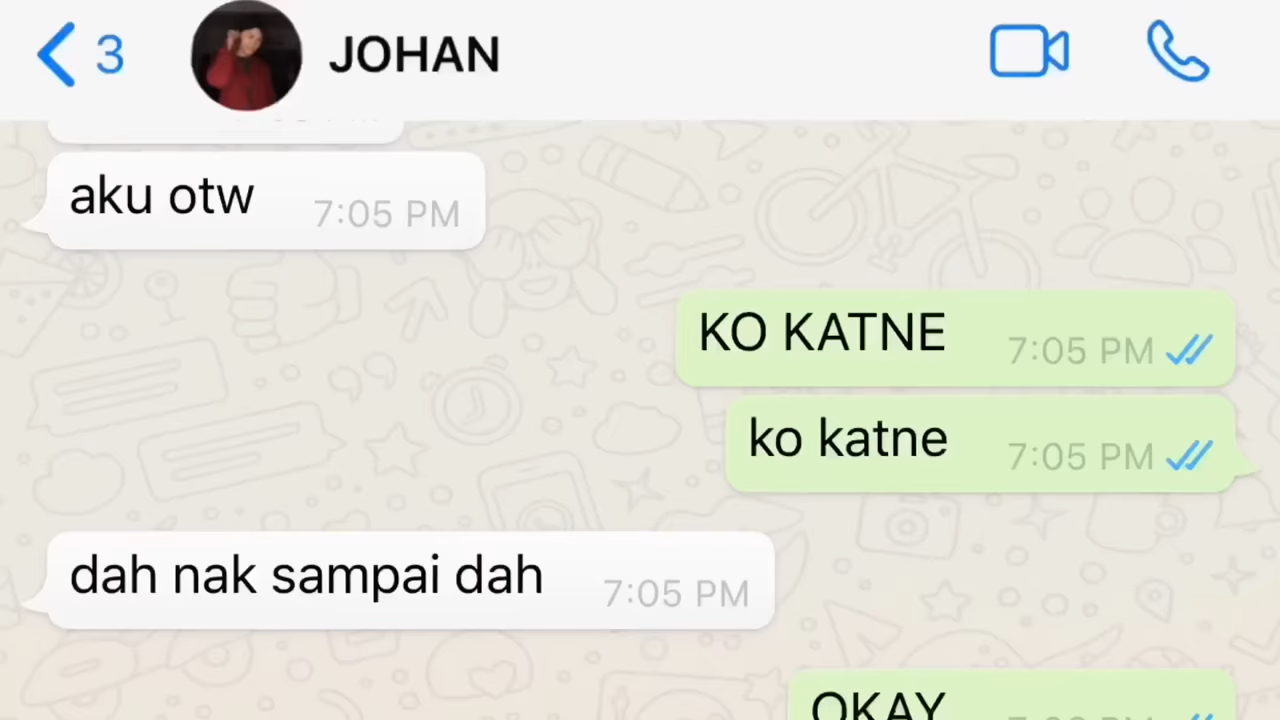 3 JOHAN
aku otw 7:05 PM
KO KATNE 7:05 PM
ko katne 7:05 PM
dah nak sampai dah 7:05 PM
OKAY